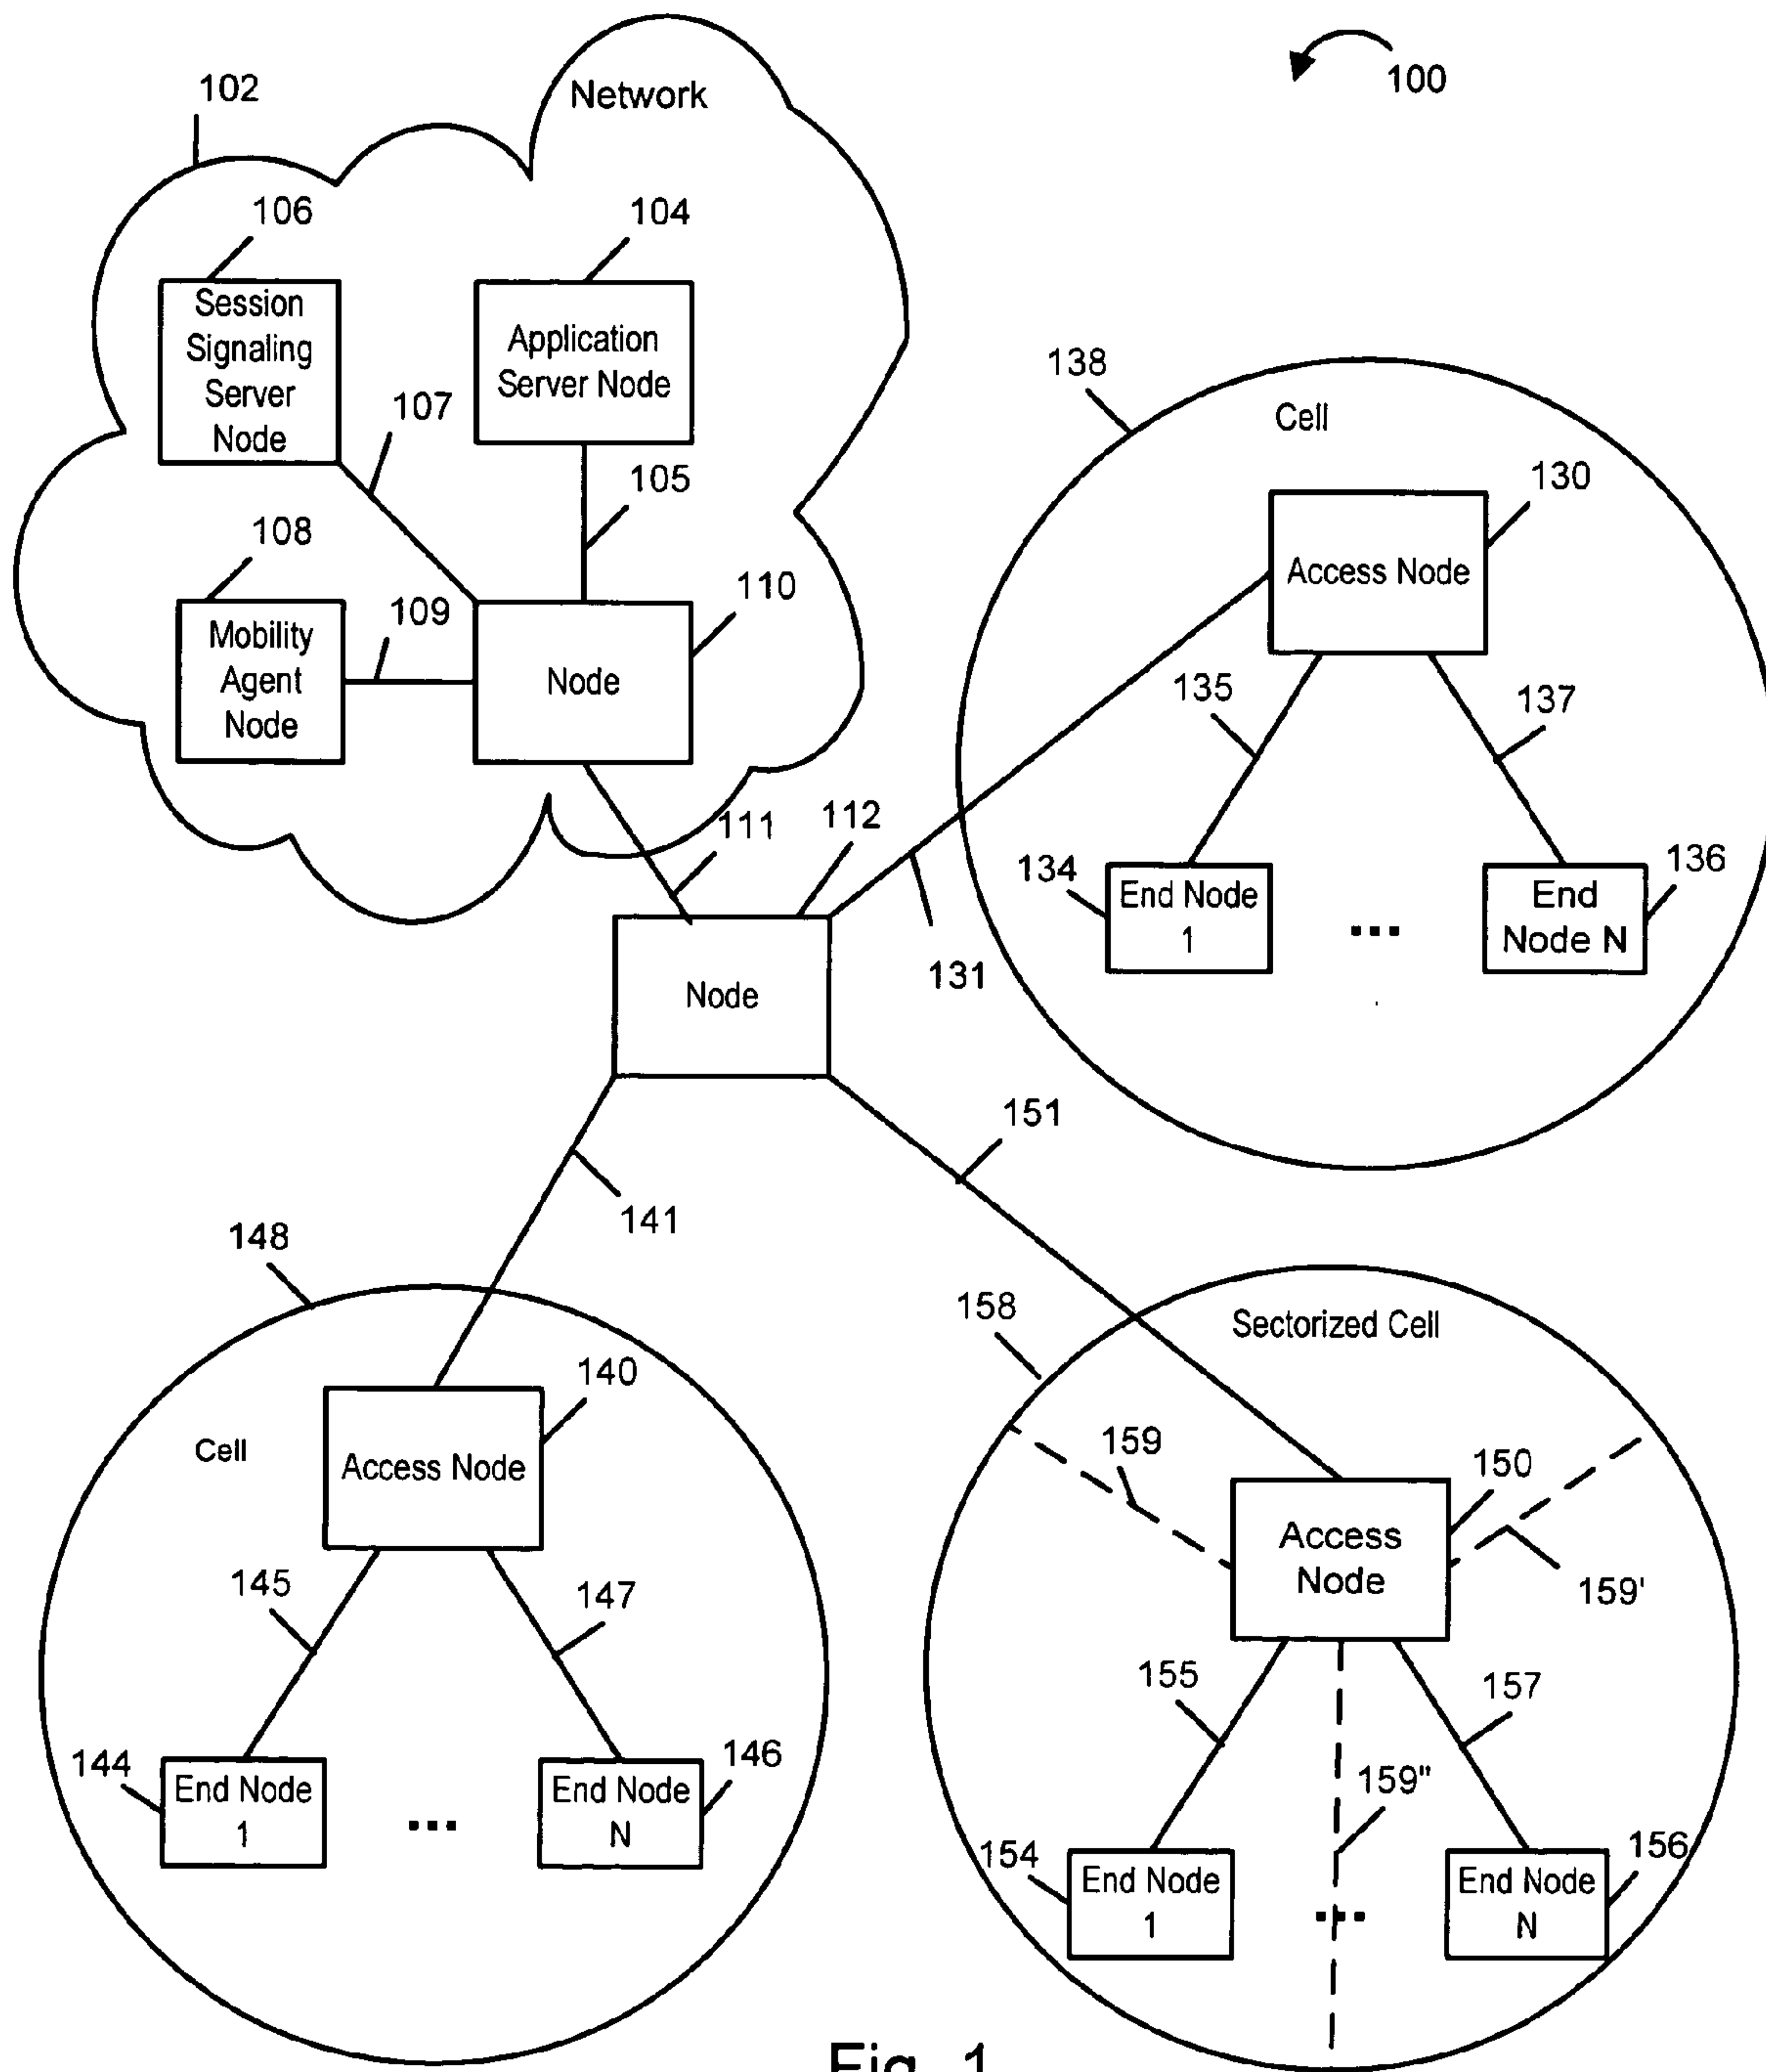 100
102
Network
106
104
Session
Signaling
Server
Node
Application
Server Node
107
105
108
109
110
Mobility
Agent
Node
Node
111
112
Node
131
138
Cell
130
Access Node
135
137
134
End Node
1
...
136
End
Node N
141
151
148
Cell
140
Access Node
145
147
144
End Node
1
...
146
End Node
N
158
Sectorized Cell
159
150
Access
Node
159'
155
157
159"
154
End Node
1
...
156
End Node
N
Fig. 1